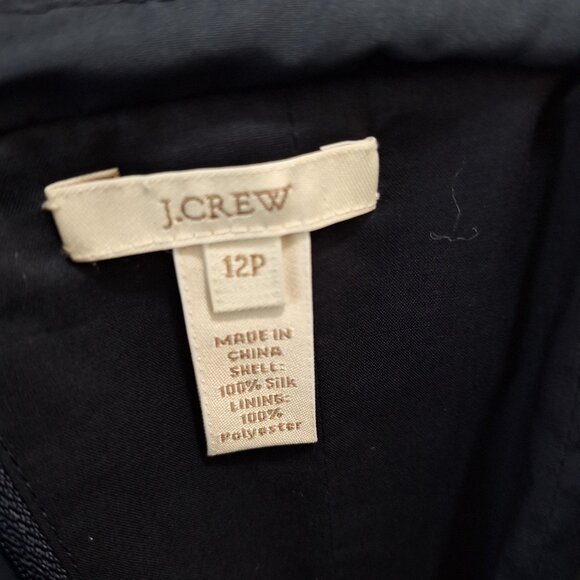 J.CREW
12P
MADE IN
CHINA
SHELL:
100% Silk
LINING:
100%
Polyester